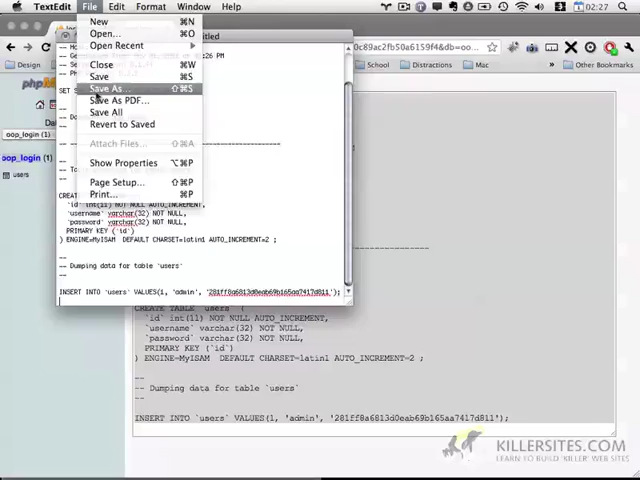 TextEdit File Edit Format Window Help 02:27
New ⌘N
Open... ⌘O
Open Recent
Close ⌘W
Save ⌘S
Save As... ⇧⌘S
Save As PDF...
Save All
Revert to Saved
Attach Files... ⇧⌘A
Show Properties ⌥⌘P
Page Setup... ⇧⌘P
Print... ⌘P
Design
Other Bookmarks
phpM
oop_login (1)
oop_login (1)
users
SET S
CREA
`id` int(11) NOT NULL AUTO_INCREMENT,
`username` varchar(32) NOT NULL,
`password` varchar(32) NOT NULL,
PRIMARY KEY (`id`)
) ENGINE=MyISAM DEFAULT CHARSET=latin1 AUTO_INCREMENT=2 ;
--
-- Dumping data for table `users`
--
INSERT INTO `users` VALUES(1, 'admin', '281ff8a6813d0eab69b165aa7417d811');
CREATE TABLE `users` (
`id` int(11) NOT NULL AUTO_INCREMENT,
`username` varchar(32) NOT NULL,
`password` varchar(32) NOT NULL,
PRIMARY KEY (`id`)
) ENGINE=MyISAM DEFAULT CHARSET=latin1 AUTO_INCREMENT=2 ;
--
-- Dumping data for table `users`
--
INSERT INTO `users` VALUES(1, 'admin', '281ff8a6813d0eab69b165aa7417d811');
KILLERSITES.COM
LEARN TO BUILD 'KILLER' WEB SITES